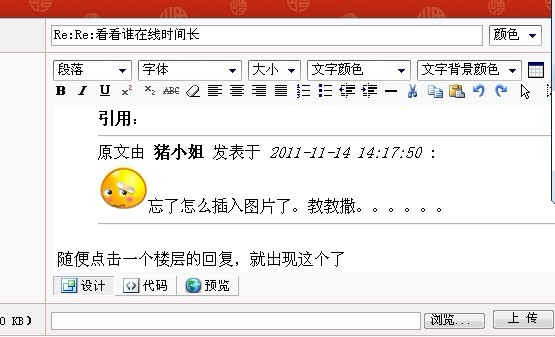 Re:Re:看看谁在线时间长 颜色
段落 字体 大小 文字颜色 文字背景颜色
B I U ABC
引用:
原文由 猪小姐 发表于 2011-11-14 14:17:50 :
忘了怎么插入图片了。教教撒。。。。。。
随便点击一个楼层的回复，就出现这个了
设计 代码 预览
0 KB) 浏览... 上 传